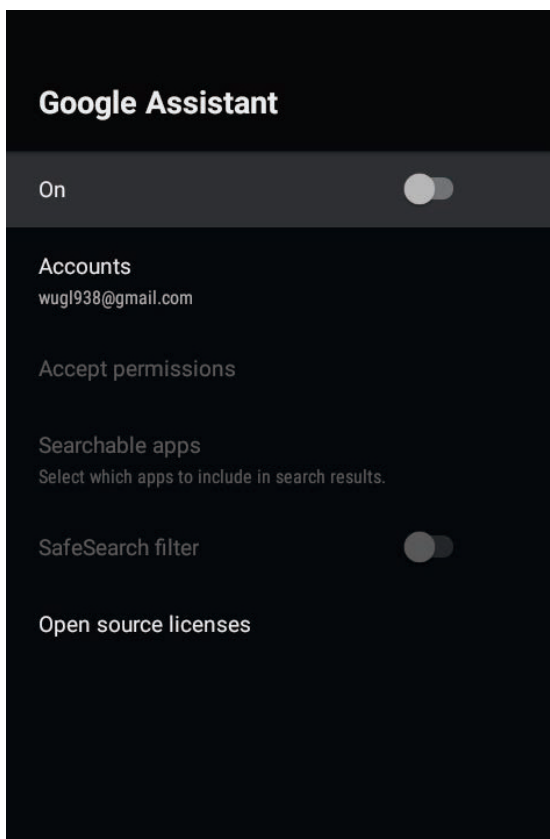 Google Assistant
On
Accounts
wugl938@gmail.com
Accept permissions
Searchable apps
Select which apps to include in search results.
SafeSearch filter
Open source licenses